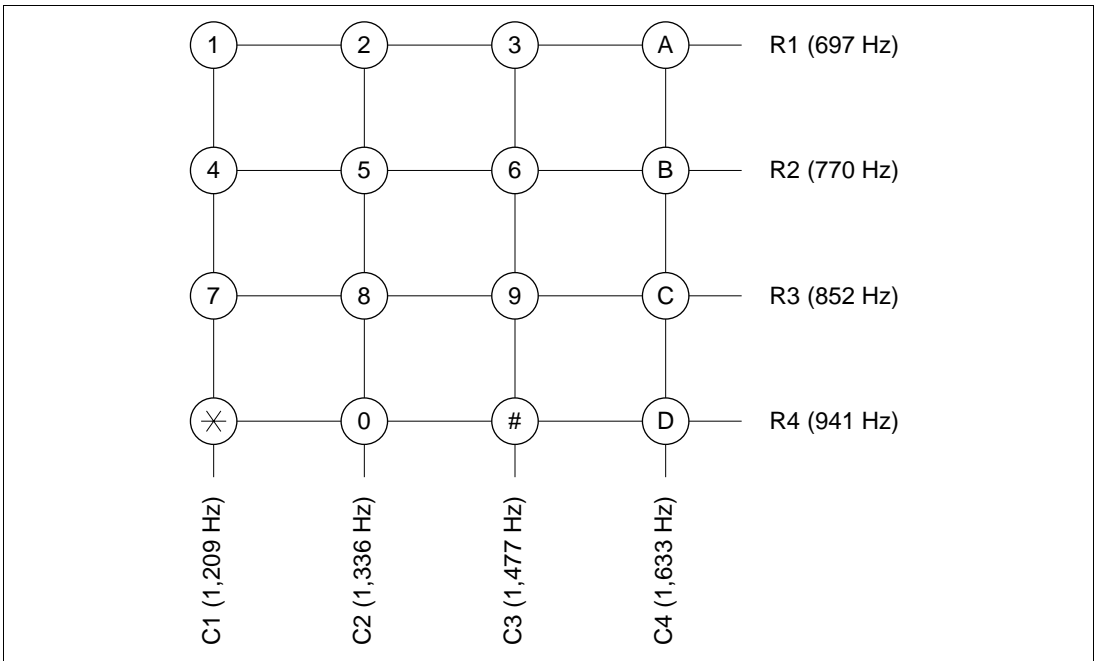 1 2 3 A R1 (697 Hz)
4 5 6 B R2 (770 Hz)
7 8 9 C R3 (852 Hz)
* 0 # D R4 (941 Hz)
C1 (1,209 Hz)
C2 (1,336 Hz)
C3 (1,477 Hz)
C4 (1,633 Hz)